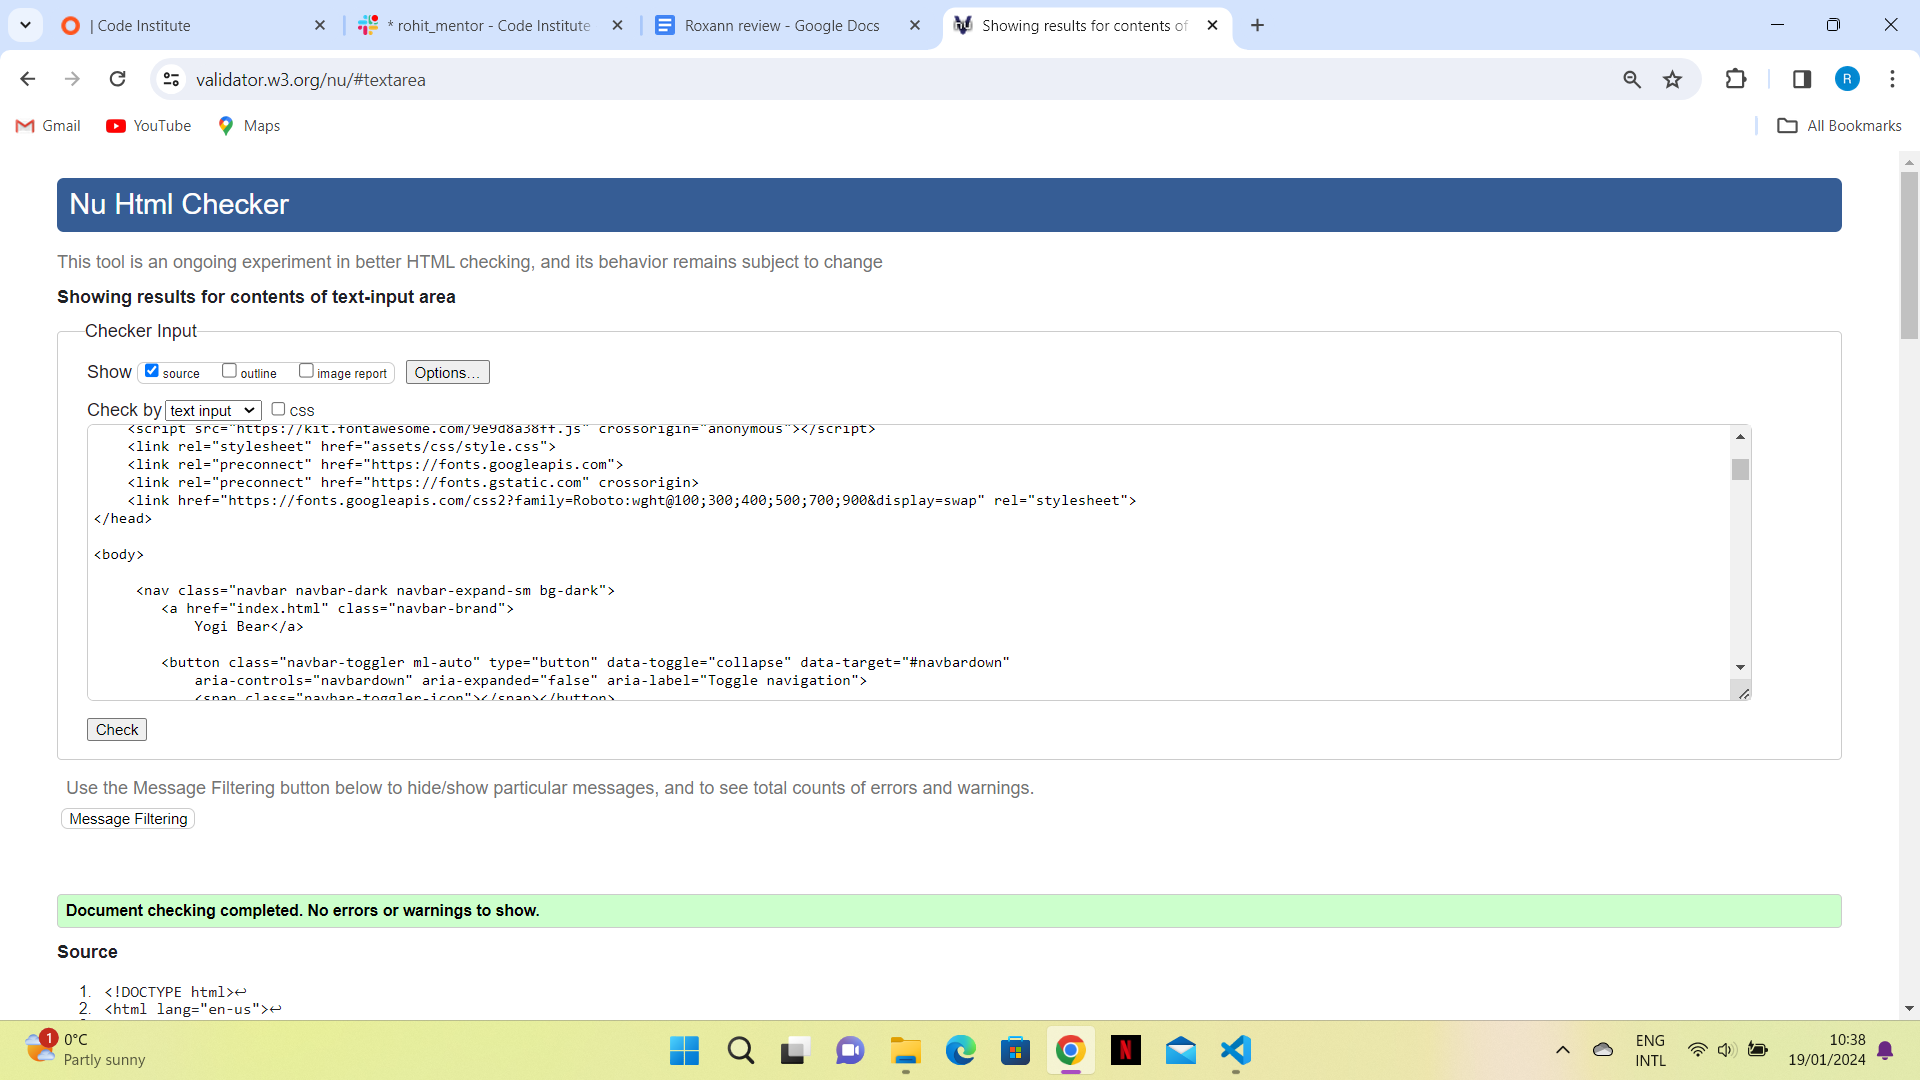 | Code Institute
* rohit_mentor - Code Institute
Roxann review - Google Docs
Showing results for contents of
validator.w3.org/nu/#textarea
R
Gmail
YouTube
Maps
All Bookmarks
Nu Html Checker
This tool is an ongoing experiment in better HTML checking, and its behavior remains subject to change
Showing results for contents of text-input area
Checker Input
Show source outline image report Options...
Check by text input css
<script src="https://kit.fontawesome.com/9e9d8a38ff.js" crossorigin="anonymous"></script>
<link rel="stylesheet" href="assets/css/style.css">
<link rel="preconnect" href="https://fonts.googleapis.com">
<link rel="preconnect" href="https://fonts.gstatic.com" crossorigin>
<link href="https://fonts.googleapis.com/css2?family=Roboto:wght@100;300;400;500;700;900&display=swap" rel="stylesheet">
</head>
<body>
<nav class="navbar navbar-dark navbar-expand-sm bg-dark">
<a href="index.html" class="navbar-brand">
Yogi Bear</a>
<button class="navbar-toggler ml-auto" type="button" data-toggle="collapse" data-target="#navbardown"
aria-controls="navbardown" aria-expanded="false" aria-label="Toggle navigation">
<span class="navbar-toggler-icon"></span></button>
Check
Use the Message Filtering button below to hide/show particular messages, and to see total counts of errors and warnings.
Message Filtering
Document checking completed. No errors or warnings to show.
Source
1. <!DOCTYPE html>↩
2. <html lang="en-us">↩
1
0°C
Partly sunny
N
ENG
INTL
10:38
19/01/2024